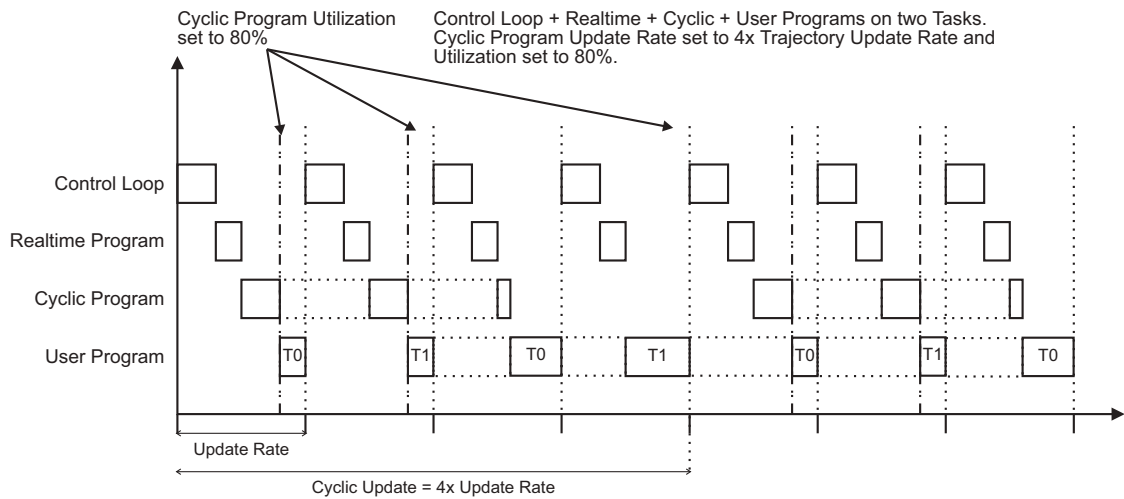 Cyclic Program Utilization
set to 80%
Control Loop + Realtime + Cyclic + User Programs on two Tasks.
Cyclic Program Update Rate set to 4x Trajectory Update Rate and
Utilization set to 80%.
Control Loop
Realtime Program
Cyclic Program
User Program
T0
T1
T0
T1
T0
T1
T0
Update Rate
Cyclic Update = 4x Update Rate